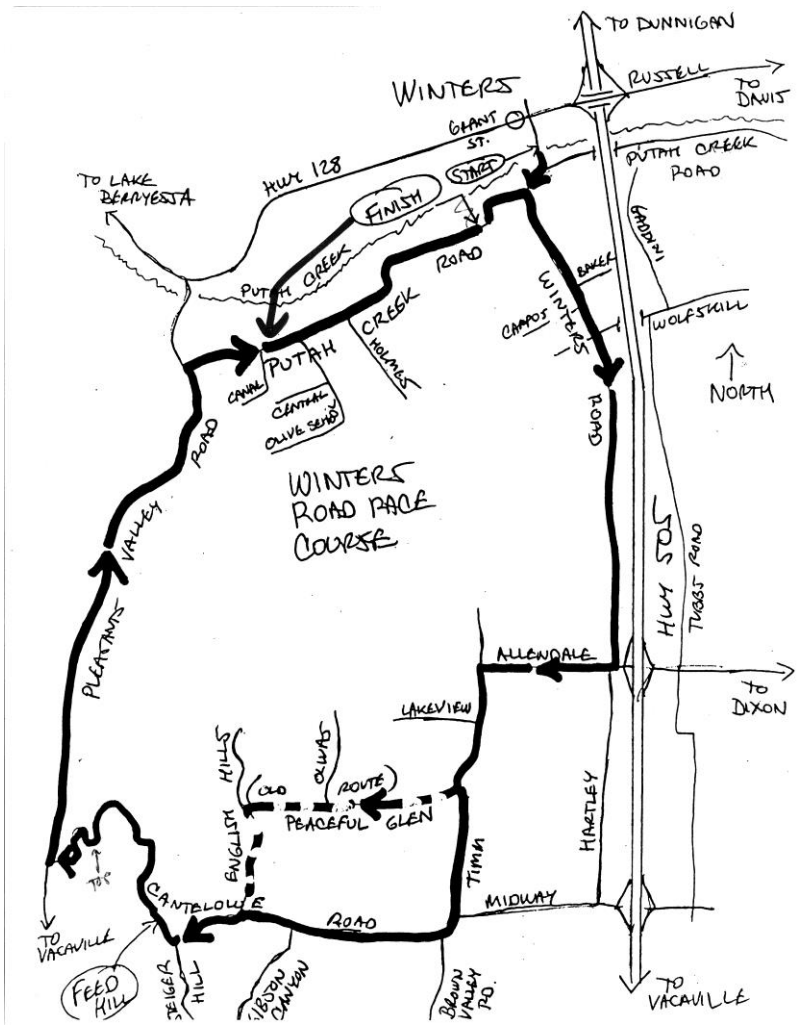 TO DUNNIGAN
RUSSELL
TO
DAVIS
WINTERS
GRANT
ST.
PUTAH CREEK
ROAD
HWY 128
START
TO LAKE
BERRYESSA
FINISH
GADDINI
PUTAH CREEK
ROAD
BAKER
WINTERS
CAMPOS
WOLFSKILL
CREEK
HOLMES
PUTAH
CANAL
CENTRAL
OLIVE SCHOOL
NORTH
ROAD
ROAD
WINTERS
ROAD RACE
COURSE
VALLEY
HWY 505
TUBBS ROAD
PLEASANTS
ALLENDALE
TO
DIXON
LAKEVIEW
HILLS
OLIVAS
(OLD
ROUTE)
PEACEFUL GLEN
HARTLEY
ENGLISH
TIMM
TOP
CANTELOWE
ROAD
MIDWAY
TO
VACAVILLE
FEED
HILL
STEIGER
HILL
GIBSON
CANYON
BROWN
VALLEY
RD.
TO
VACAVILLE